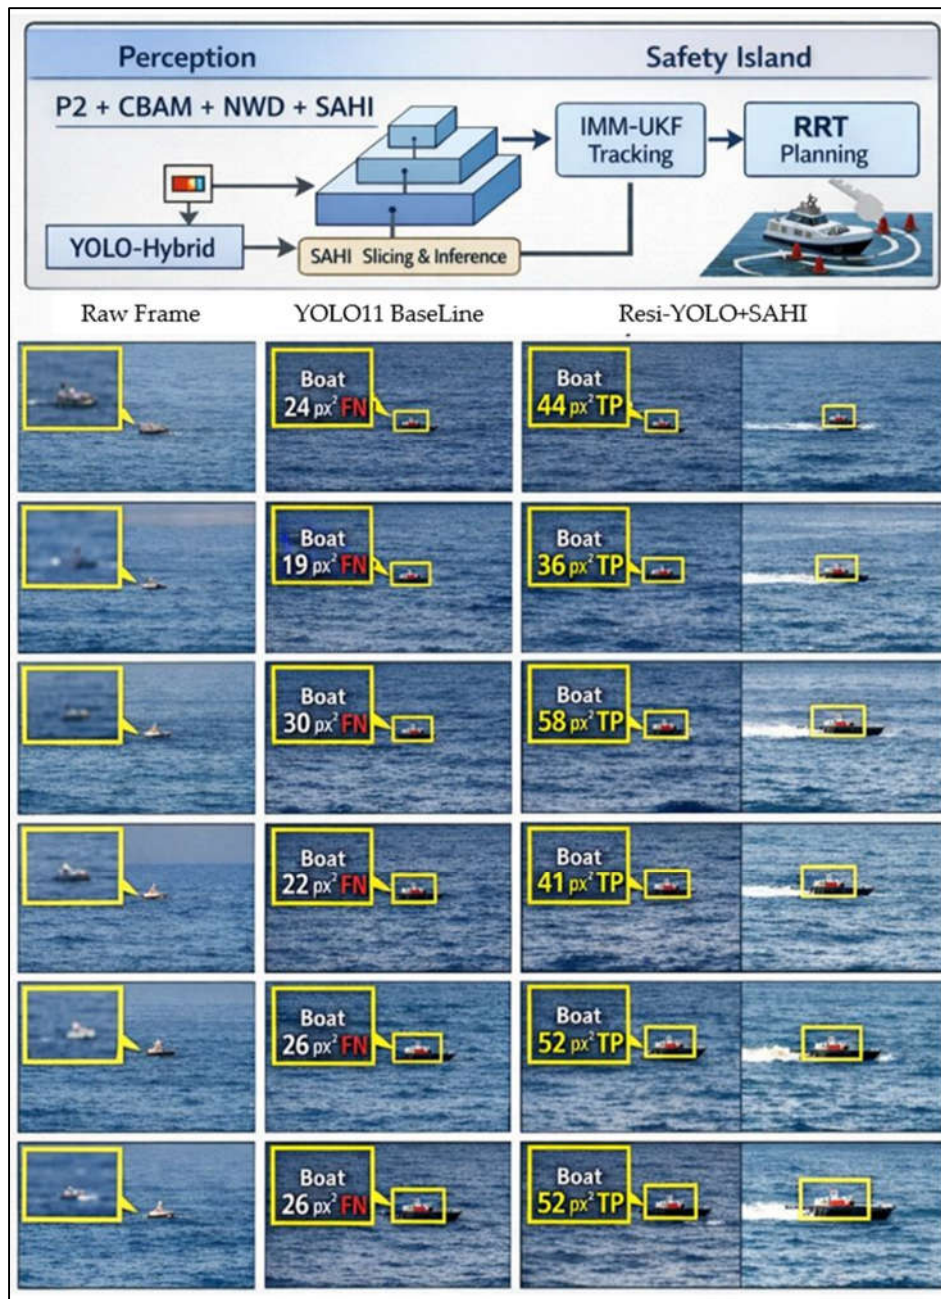 Perception
Safety Island
P2 + CBAM + NWD + SAHI
IMM-UKF
Tracking
RRT
Planning
YOLO-Hybrid
SAHI Slicing & Inference
Raw Frame
YOLO11 BaseLine
Resi-YOLO+SAHI
Boat
24 px² FN
Boat
44 px² TP
Boat
19 px² FN
Boat
36 px² TP
Boat
30 px² FN
Boat
58 px² TP
Boat
22 px² FN
Boat
41 px² TP
Boat
26 px² FN
Boat
52 px² TP
Boat
26 px² FN
Boat
52 px² TP